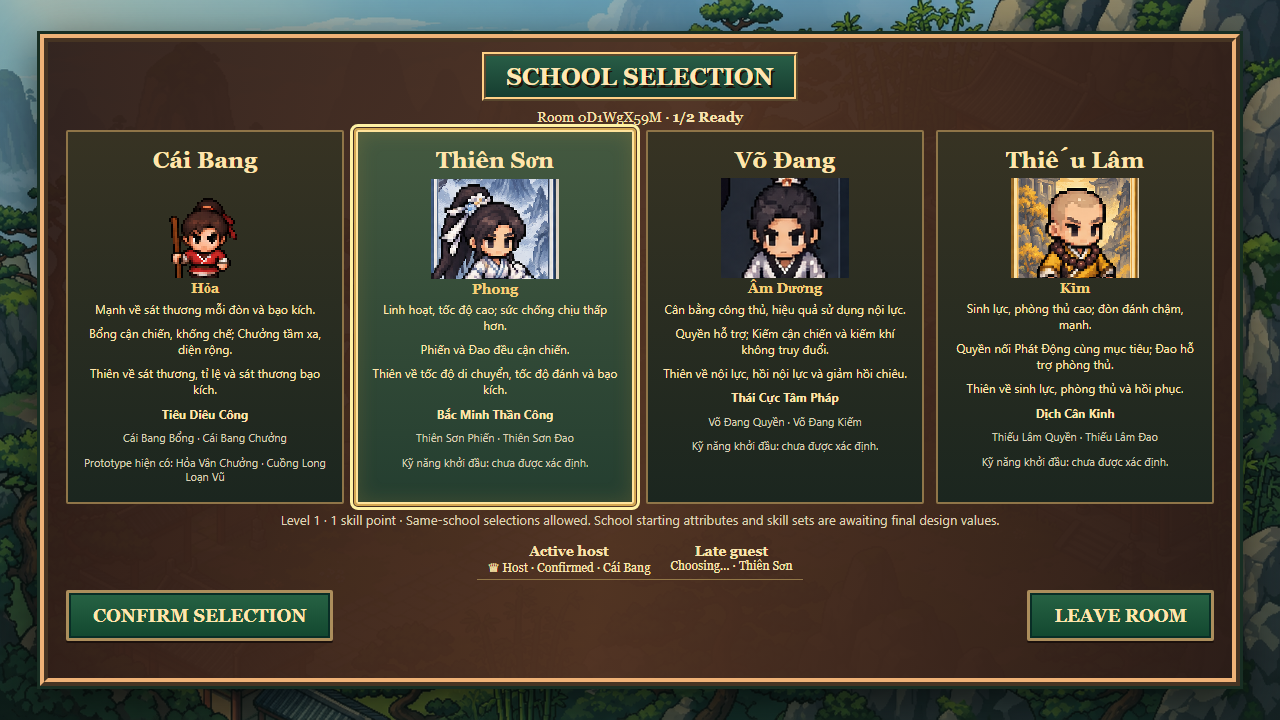 SCHOOL SELECTION
Room oD1WgX59M · 1/2 Ready
Cái Bang
Hỏa
Mạnh về sát thương mỗi đòn và bạo kích.
Bổng cận chiến, khống chế; Chưởng tầm xa,
diện rộng.
Thiên về sát thương, tỉ lệ và sát thương bạo
kích.
Tiêu Diêu Công
Cái Bang Bổng · Cái Bang Chưởng
Prototype hiện có: Hỏa Vân Chưởng · Cuồng Long
Loạn Vũ
Thiên Sơn
Phong
Linh hoạt, tốc độ cao; sức chống chịu thấp
hơn.
Phiến và Đao đều cận chiến.
Thiên về tốc độ di chuyển, tốc độ đánh và bạo
kích.
Bắc Minh Thần Công
Thiên Sơn Phiến · Thiên Sơn Đao
Kỹ năng khởi đầu: chưa được xác định.
Võ Đang
Âm Dương
Cân bằng công thủ, hiệu quả sử dụng nội lực.
Quyền hỗ trợ; Kiếm cận chiến và kiếm khí
không truy đuổi.
Thiên về nội lực, hồi nội lực và giảm hồi chiêu.
Thái Cực Tâm Pháp
Võ Đang Quyền · Võ Đang Kiếm
Kỹ năng khởi đầu: chưa được xác định.
Thiếu Lâm
Kim
Sinh lực, phòng thủ cao; đòn đánh chậm,
mạnh.
Quyền nối Phát Động cùng mục tiêu; Đao hỗ
trợ phòng thủ.
Thiên về sinh lực, phòng thủ và hồi phục.
Dịch Cân Kinh
Thiếu Lâm Quyền · Thiếu Lâm Đao
Kỹ năng khởi đầu: chưa được xác định.
Level 1 · 1 skill point · Same-school selections allowed. School starting attributes and skill sets are awaiting final design values.
Active host
♛ Host · Confirmed · Cái Bang
Late guest
Choosing... · Thiên Sơn
CONFIRM SELECTION
LEAVE ROOM